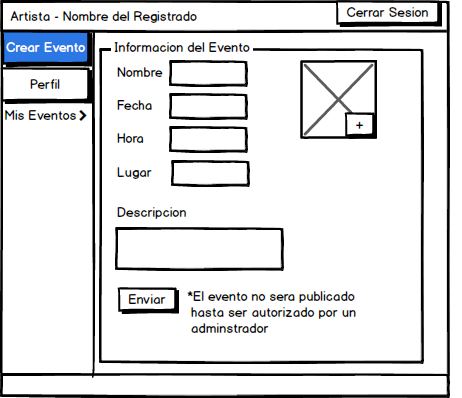 Artista - Nombre del Registrado
Cerrar Sesion
Crear Evento
Perfil
Mis Eventos
Informacion del Evento
Nombre
Fecha
Hora
Lugar
+
Descripcion
Enviar
*El evento no sera publicado
hasta ser autorizado por un
adminstrador